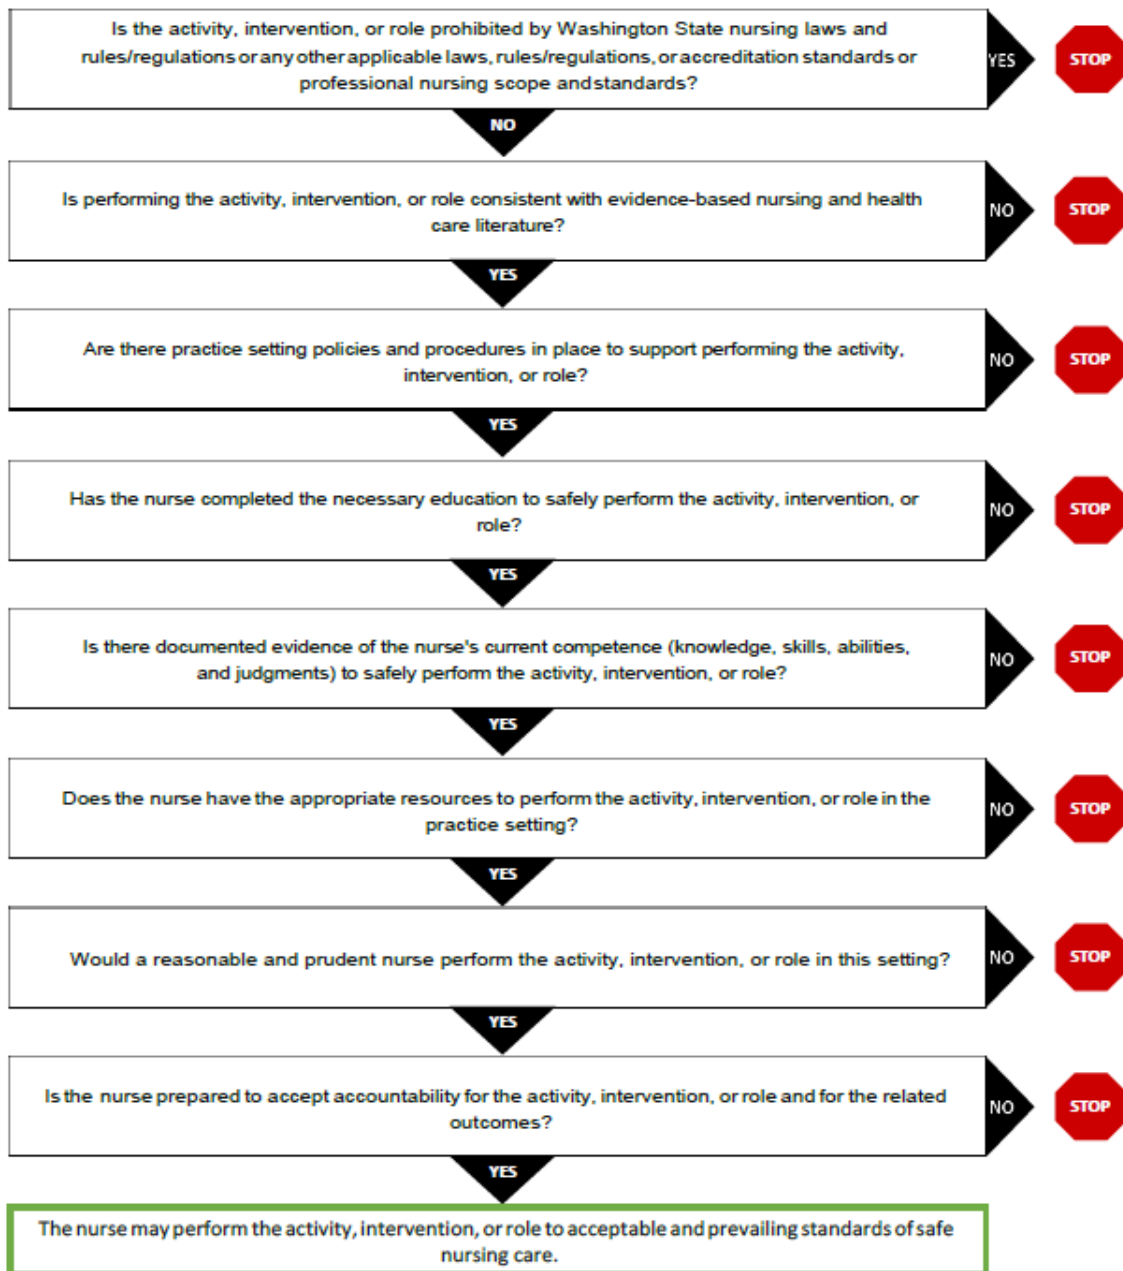 Is the activity, intervention, or role prohibited by Washington State nursing laws and
rules/regulations or any other applicable laws, rules/regulations, or accreditation standards or
professional nursing scope and standards?
YES
STOP
NO
Is performing the activity, intervention, or role consistent with evidence-based nursing and health
care literature?
NO
STOP
YES
Are there practice setting policies and procedures in place to support performing the activity,
intervention, or role?
NO
STOP
YES
Has the nurse completed the necessary education to safely perform the activity, intervention, or
role?
NO
STOP
YES
Is there documented evidence of the nurse's current competence (knowledge, skills, abilities,
and judgments) to safely perform the activity, intervention, or role?
NO
STOP
YES
Does the nurse have the appropriate resources to perform the activity, intervention, or role in the
practice setting?
NO
STOP
YES
Would a reasonable and prudent nurse perform the activity, intervention, or role in this setting?
NO
STOP
YES
Is the nurse prepared to accept accountability for the activity, intervention, or role and for the related
outcomes?
NO
STOP
YES
The nurse may perform the activity, intervention, or role to acceptable and prevailing standards of safe
nursing care.